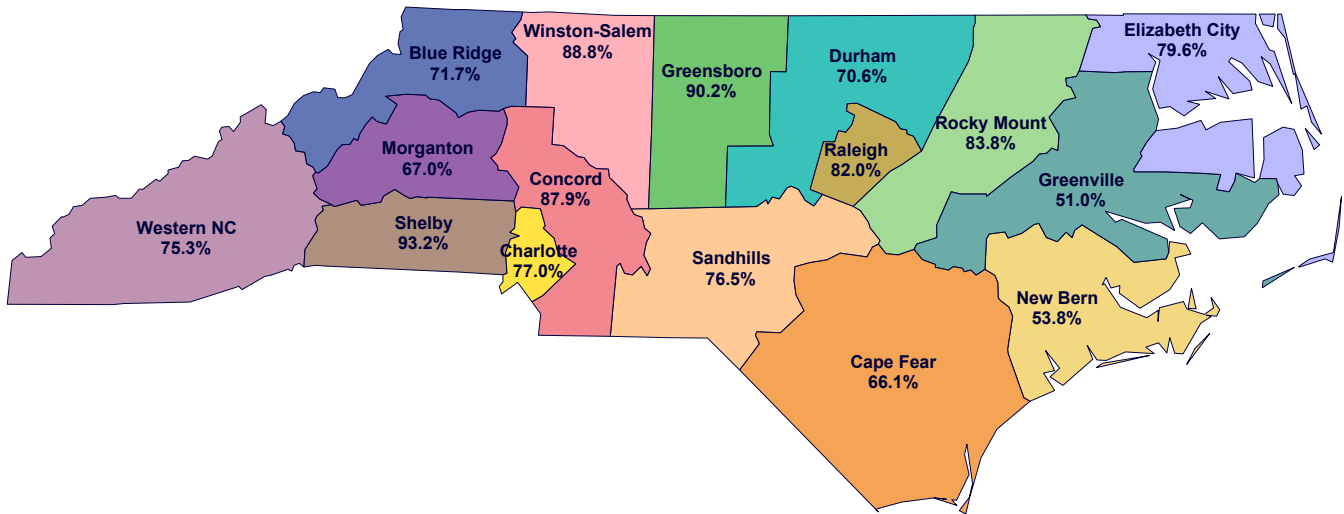 Blue Ridge
71.7%
Winston-Salem
88.8%
Greensboro
90.2%
Durham
70.6%
Elizabeth City
79.6%
Rocky Mount
83.8%
Raleigh
82.0%
Morganton
67.0%
Concord
87.9%
Greenville
51.0%
Western NC
75.3%
Shelby
93.2%
Charlotte
77.0%
Sandhills
76.5%
New Bern
53.8%
Cape Fear
66.1%